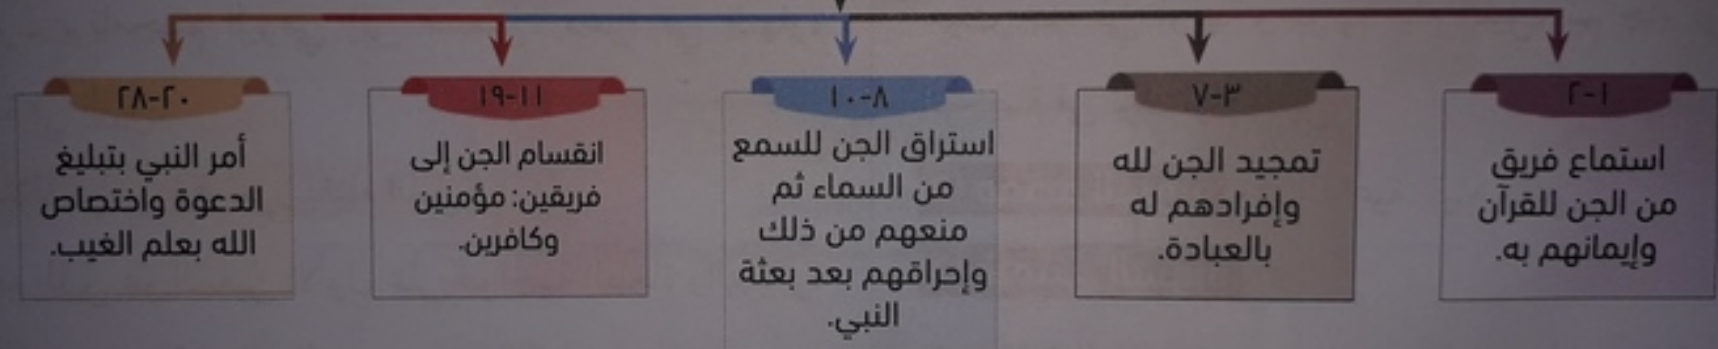 ١-٢
استماع فريق
من الجن للقرآن
وإيمانهم به.
٣-٧
تمجيد الجن لله
وإفرادهم له
بالعبادة.
٨-١٠
استراق الجن للسمع
من السماء ثم
منعهم من ذلك
وإحراقهم بعد بعثة
النبي.
١١-١٩
انقسام الجن إلى
فريقين: مؤمنين
وكافرين.
٢٠-٢٨
أمر النبي بتبليغ
الدعوة واختصاص
الله بعلم الغيب.